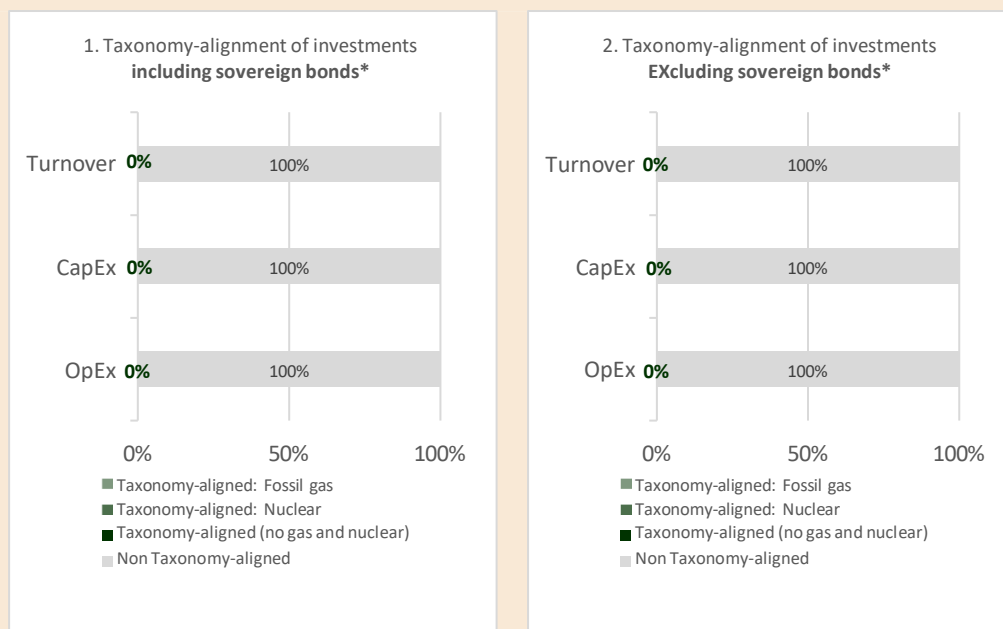 1. Taxonomy-alignment of investments
including sovereign bonds*
Turnover 0% 100%
CapEx 0% 100%
OpEx 0% 100%
0% 50% 100%
Taxonomy-aligned: Fossil gas
Taxonomy-aligned: Nuclear
Taxonomy-aligned (no gas and nuclear)
Non Taxonomy-aligned
2. Taxonomy-alignment of investments
EXcluding sovereign bonds*
Turnover 0% 100%
CapEx 0% 100%
OpEx 0% 100%
0% 50% 100%
Taxonomy-aligned: Fossil gas
Taxonomy-aligned: Nuclear
Taxonomy-aligned (no gas and nuclear)
Non Taxonomy-aligned